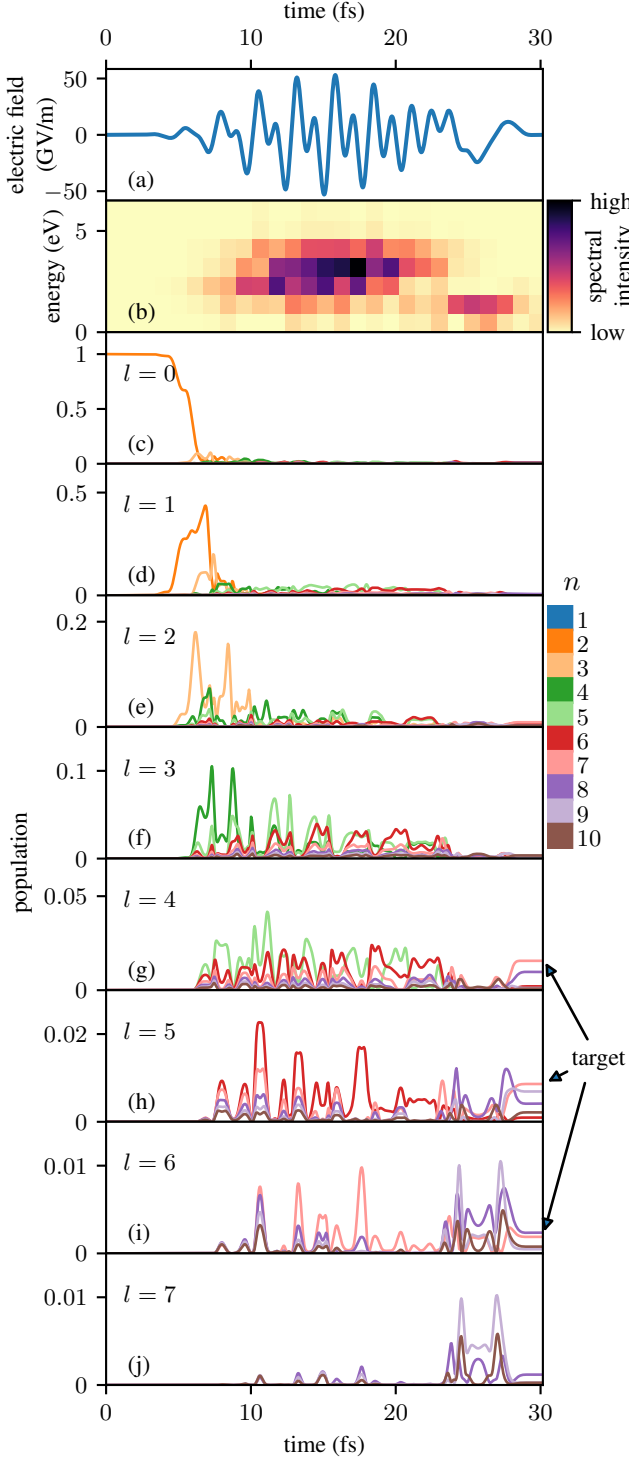 time (fs)
0 10 20 30
electric field
(GV/m)
50
0
−50
(a)
energy (eV)
5
0
(b)
high
low
spectral
intensity
1
0.5
0
l = 0
(c)
0.5
0
l = 1
(d)
0.2
0
l = 2
(e)
n
1
2
3
4
5
6
7
8
9
10
population
0.1
0
l = 3
(f)
0.05
0
l = 4
(g)
0.02
0
l = 5
(h)
target
0.01
0
l = 6
(i)
0.01
0
l = 7
(j)
0 10 20 30
time (fs)